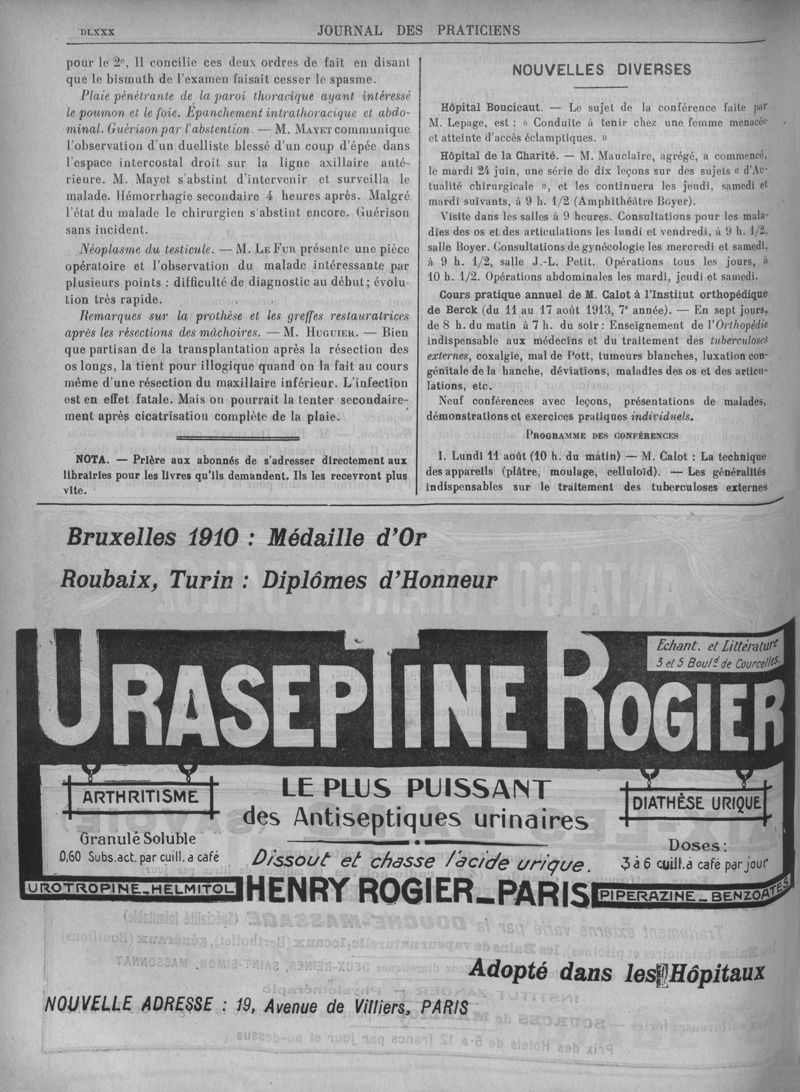 DLXXX
JOURNAL DES PRATICIENS
pour le 2e, Il concilie ces deux ordres de fait en disant
que le bismuth de l'examen faisait cesser le spasme.
Plaie pénétrante de la paroi thoracique ayant intéressé
le poumon et le foie. Épanchement intrathoracique et abdo-
minal. Guérison par l'abstention. — M. MAYET communique
l'observation d'un duelliste blessé d'un coup d'épée dans
l'espace intercostal droit sur la ligne axillaire anté-
rieure. M. Mayet s'abstint d'intervenir et surveilla le
malade. Hémorrhagie secondaire 4 heures après. Malgré
l'état du malade le chirurgien s'abstint encore. Guérison
sans incident.
Néoplasme du testicule. — M. LE FUR présente une pièce
opératoire et l'observation du malade intéressante par
plusieurs points : difficulté de diagnostic au début; évolu-
tion très rapide.
Remarques sur la prothèse et les greffes restauratrices
après les résections des mâchoires. — M. HUGUIER. — Bien
que partisan de la transplantation après la résection des
os longs, la tient pour illogique quand on la fait au cours
même d'une résection du maxillaire inférieur. L'infection
est en effet fatale. Mais on pourrait la tenter secondaire-
ment après cicatrisation complète de la plaie.
NOTA. — Prière aux abonnés de s'adresser directement aux
librairies pour les livres qu'ils demandent. Ils les recevront plus
vite.
NOUVELLES DIVERSES
Hôpital Boucicaut. — Le sujet de la conférence faite par
M. Lepage, est : « Conduite à tenir chez une femme menacée
et atteinte d'accès éclamptiques. »
Hôpital de la Charité. — M. Mauclaire, agrégé, a commencé,
le mardi 24 juin, une série de dix leçons sur des sujets « d'Ac-
tualité chirurgicale », et les continuera les jeudi, samedi et
mardi suivants, à 9 h. 1/2 (Amphithéâtre Boyer).
Visite dans les salles à 9 heures. Consultations pour les mala-
dies des os et des articulations les lundi et vendredi, à 9 h. 1/2,
salle Boyer. Consultations de gynécologie les mercredi et samedi,
à 9 h. 1/2, salle J.-L. Petit. Opérations tous les jours, à
10 h. 1/2. Opérations abdominales les mardi, jeudi et samedi.
Cours pratique annuel de M. Calot à l'Institut orthopédique
de Berck (du 11 au 17 août 1913, 7e année). — En sept jours,
de 8 h. du matin à 7 h. du soir : Enseignement de l'Orthopédie
indispensable aux médecins et du traitement des tuberculoses
externes, coxalgie, mal de Pott, tumeurs blanches, luxation con-
génitale de la hanche, déviations, maladies des os et des articu-
lations, etc.
Neuf conférences avec leçons, présentations de malades,
démonstrations et exercices pratiques individuels.
PROGRAMME DES CONFÉRENCES
I. Lundi 11 août (10 h. du matin) — M. Calot : La technique
des appareils (plâtre, moulage, celluloïd). — Les généralités
indispensables sur le traitement des tuberculoses externes
Bruxelles 1910 : Médaille d'Or
Roubaix, Turin : Diplômes d'Honneur
Echant. et Littérature
3 et 5 Boulé de Courcelles.
URASEPTINE ROGIER
ARTHRITISME
LE PLUS PUISSANT
des Antiseptiques urinaires
DIATHÈSE URIQUE
Granulé Soluble
0,60 Subs.act. par cuill. à café
Dissout et chasse l'acide urique.
Doses:
3 à 6 cuill. à café par jour
UROTROPINE_HELMITOL
HENRY ROGIER_PARIS
PIPERAZINE_BENZOATES
Adopté dans les Hôpitaux
NOUVELLE ADRESSE : 19, Avenue de Villiers, PARIS